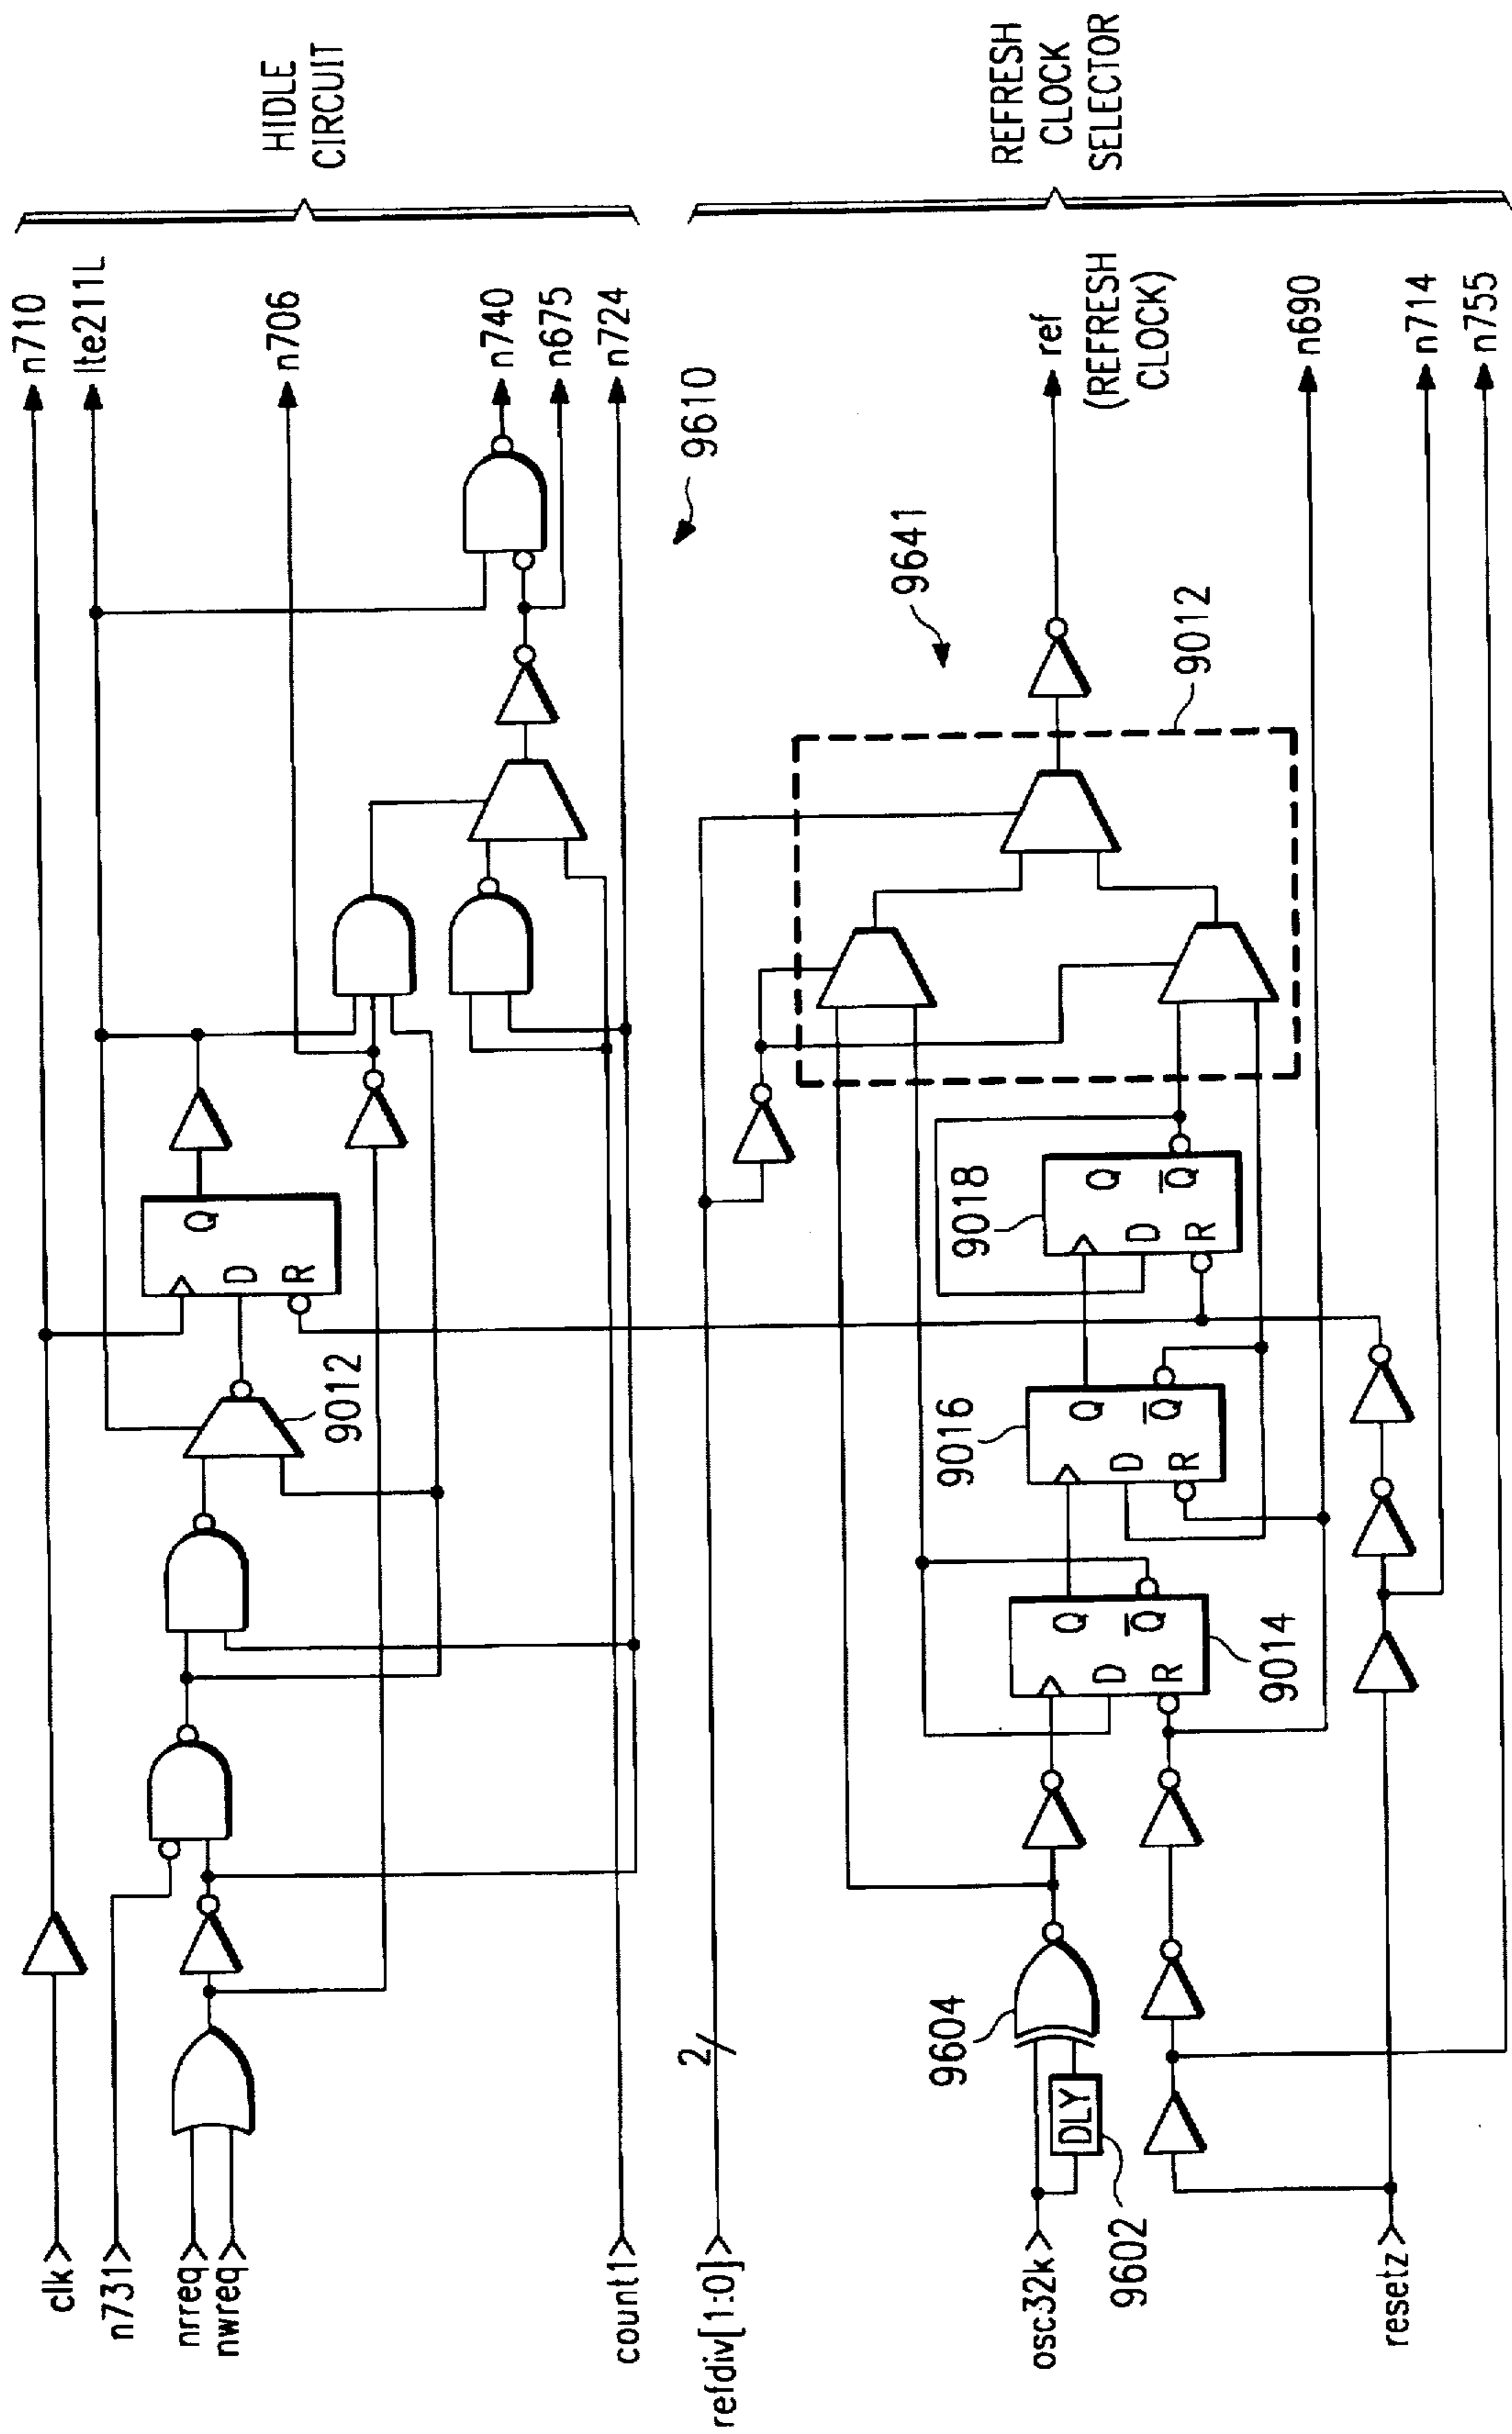 clk
n731
nrreq
nwreq
count1
refdiv[1:0]
osc32k
resetz
2
DLY
9602
9604
9012
D
R
Q
9014
D
R
Q
Q
9016
D
R
Q
Q
9018
D
R
Q
Q
9012
9641
9610
n710
lte211L
n706
n740
n675
n724
ref
(REFRESH
CLOCK)
n690
n714
n755
HIDLE
CIRCUIT
REFRESH
CLOCK
SELECTOR